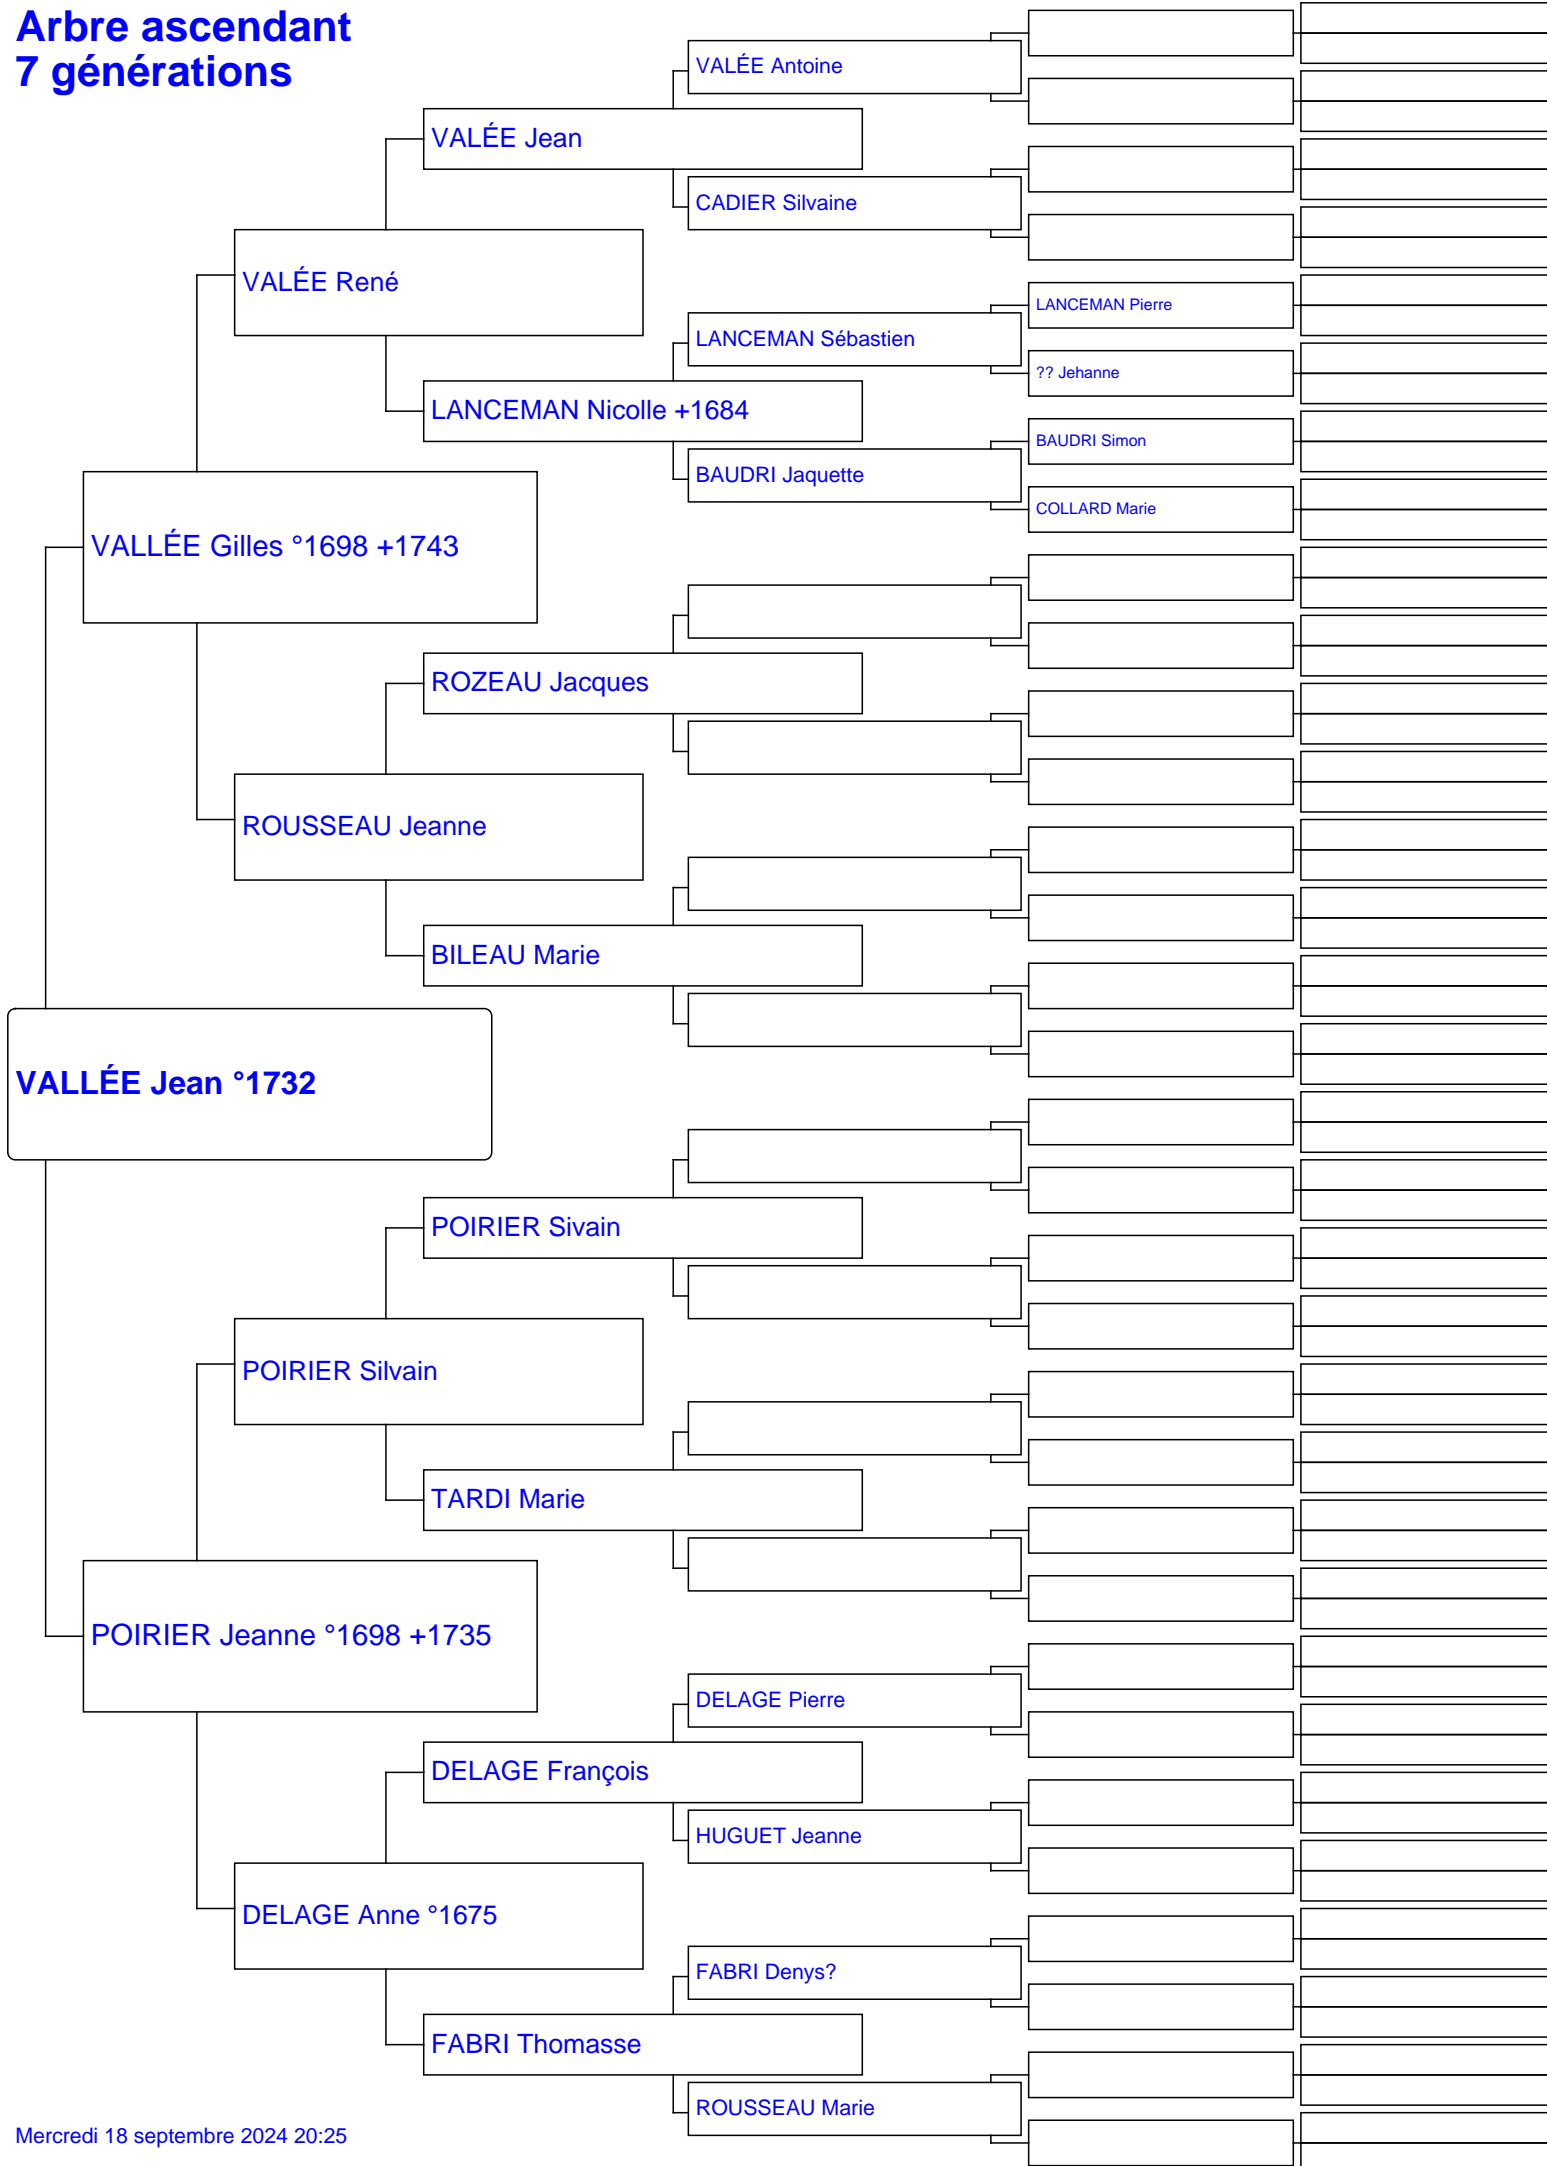 Arbre ascendant
7 générations
VALÉE Antoine
VALÉE Jean
CADIER Silvaine
VALÉE René
LANCEMAN Pierre
LANCEMAN Sébastien
?? Jehanne
LANCEMAN Nicolle +1684
BAUDRI Simon
BAUDRI Jaquette
COLLARD Marie
VALLÉE Gilles °1698 +1743
ROZEAU Jacques
ROUSSEAU Jeanne
BILEAU Marie
VALLÉE Jean °1732
POIRIER Sivain
POIRIER Silvain
TARDI Marie
POIRIER Jeanne °1698 +1735
DELAGE Pierre
DELAGE François
HUGUET Jeanne
DELAGE Anne °1675
FABRI Denys?
FABRI Thomasse
ROUSSEAU Marie
Mercredi 18 septembre 2024 20:25